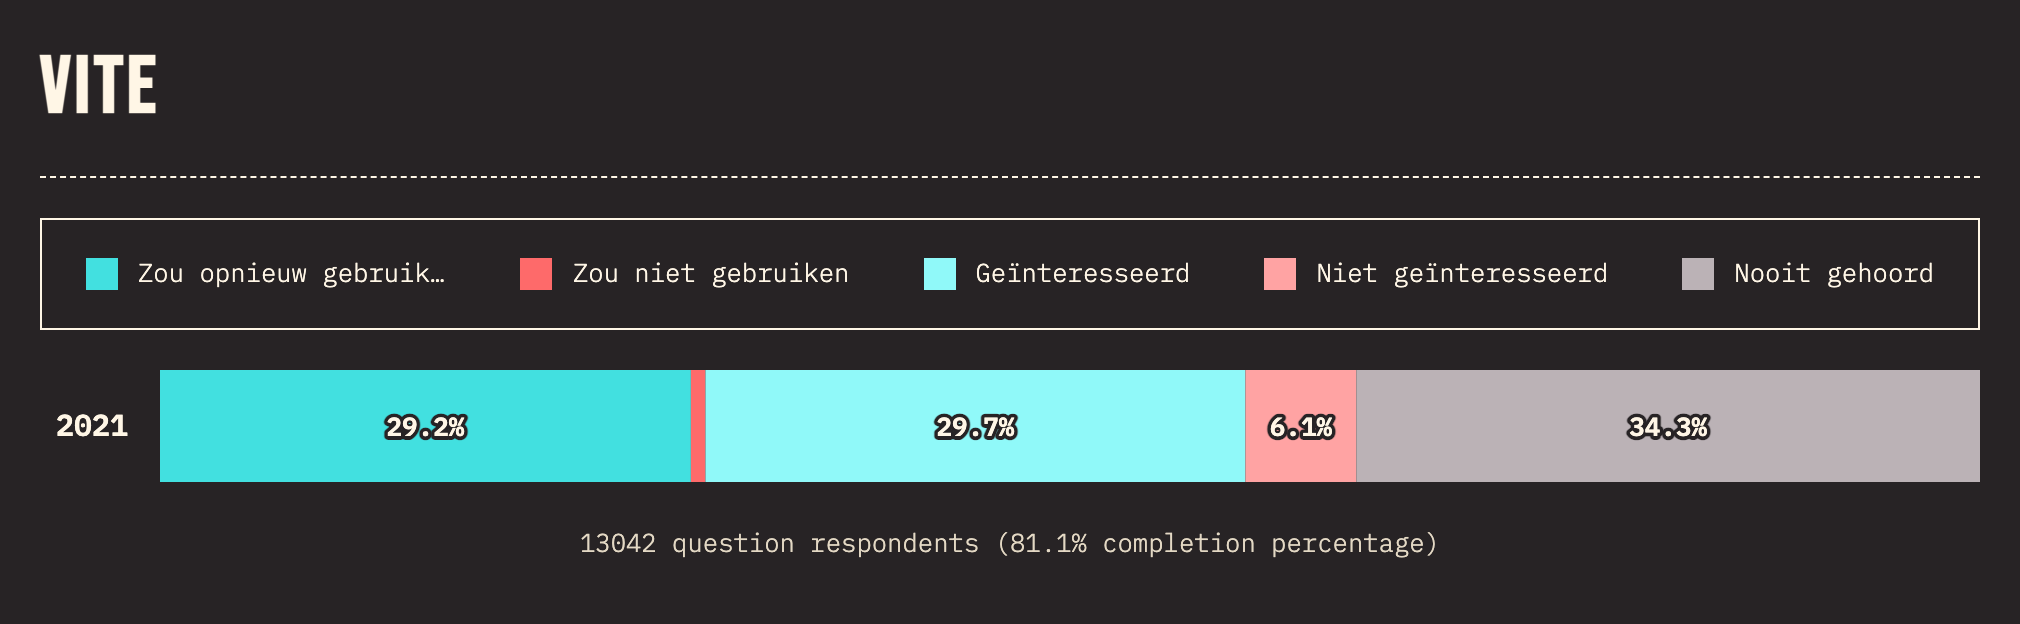 VITE
Zou opnieuw gebruik… Zou niet gebruiken Geïnteresseerd Niet geïnteresseerd Nooit gehoord
2021 29.2% 29.7% 6.1% 34.3%
13042 question respondents (81.1% completion percentage)